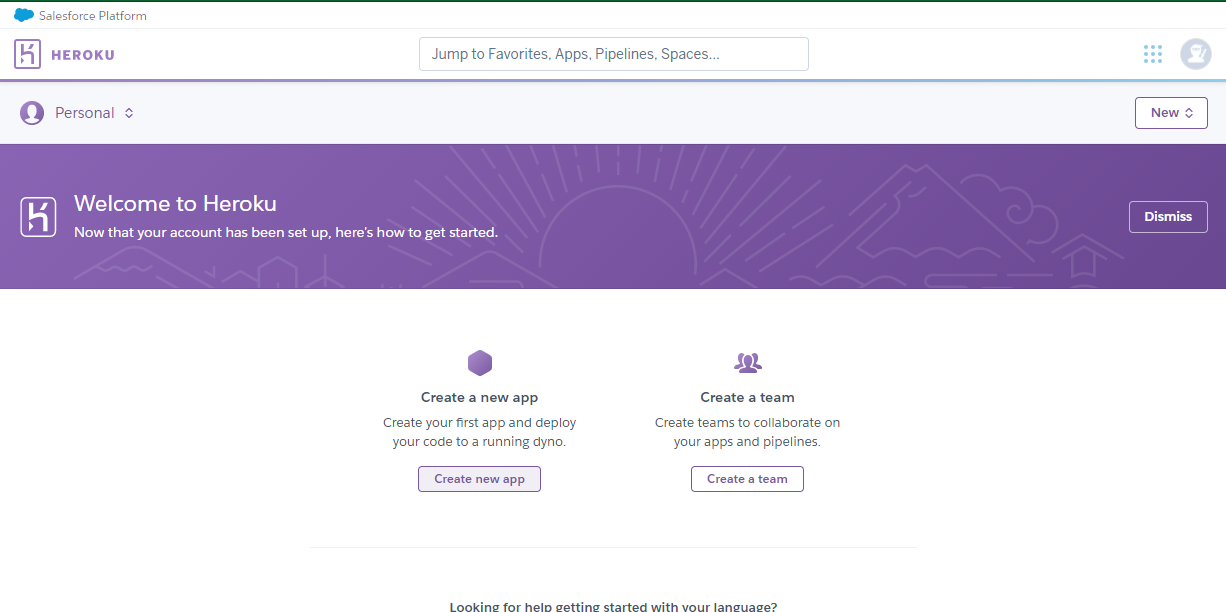 Salesforce Platform
HEROKU
Jump to Favorites, Apps, Pipelines, Spaces...
Personal
New
Welcome to Heroku
Now that your account has been set up, here's how to get started.
Dismiss
Create a new app
Create your first app and deploy
your code to a running dyno.
Create new app
Create a team
Create teams to collaborate on
your apps and pipelines.
Create a team
Looking for help getting started with your language?